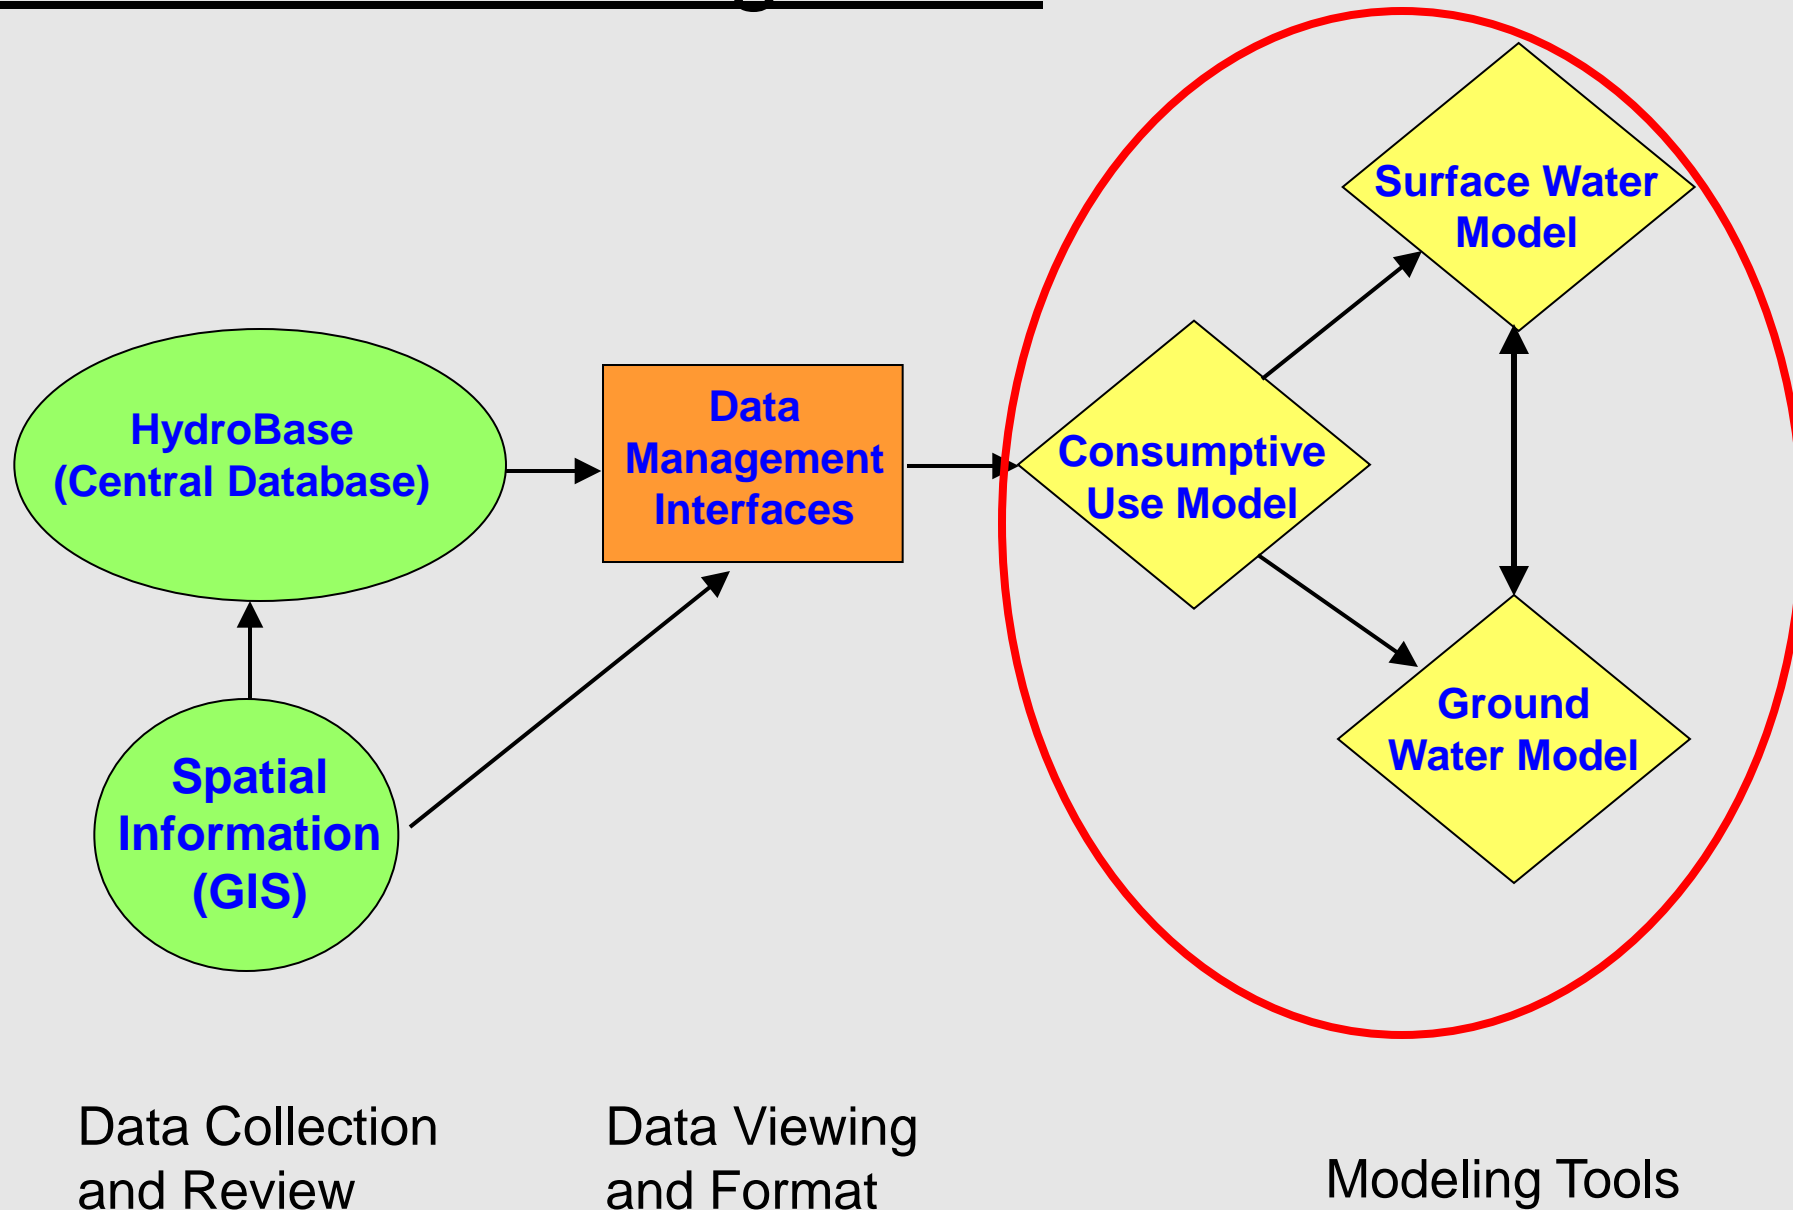 Surface Water
Model
HydroBase
(Central Database)
Data
Management
Interfaces
Consumptive
Use Model
Spatial
Information
(GIS)
Ground
Water Model
Data Collection
and Review
Data Viewing
and Format
Modeling Tools